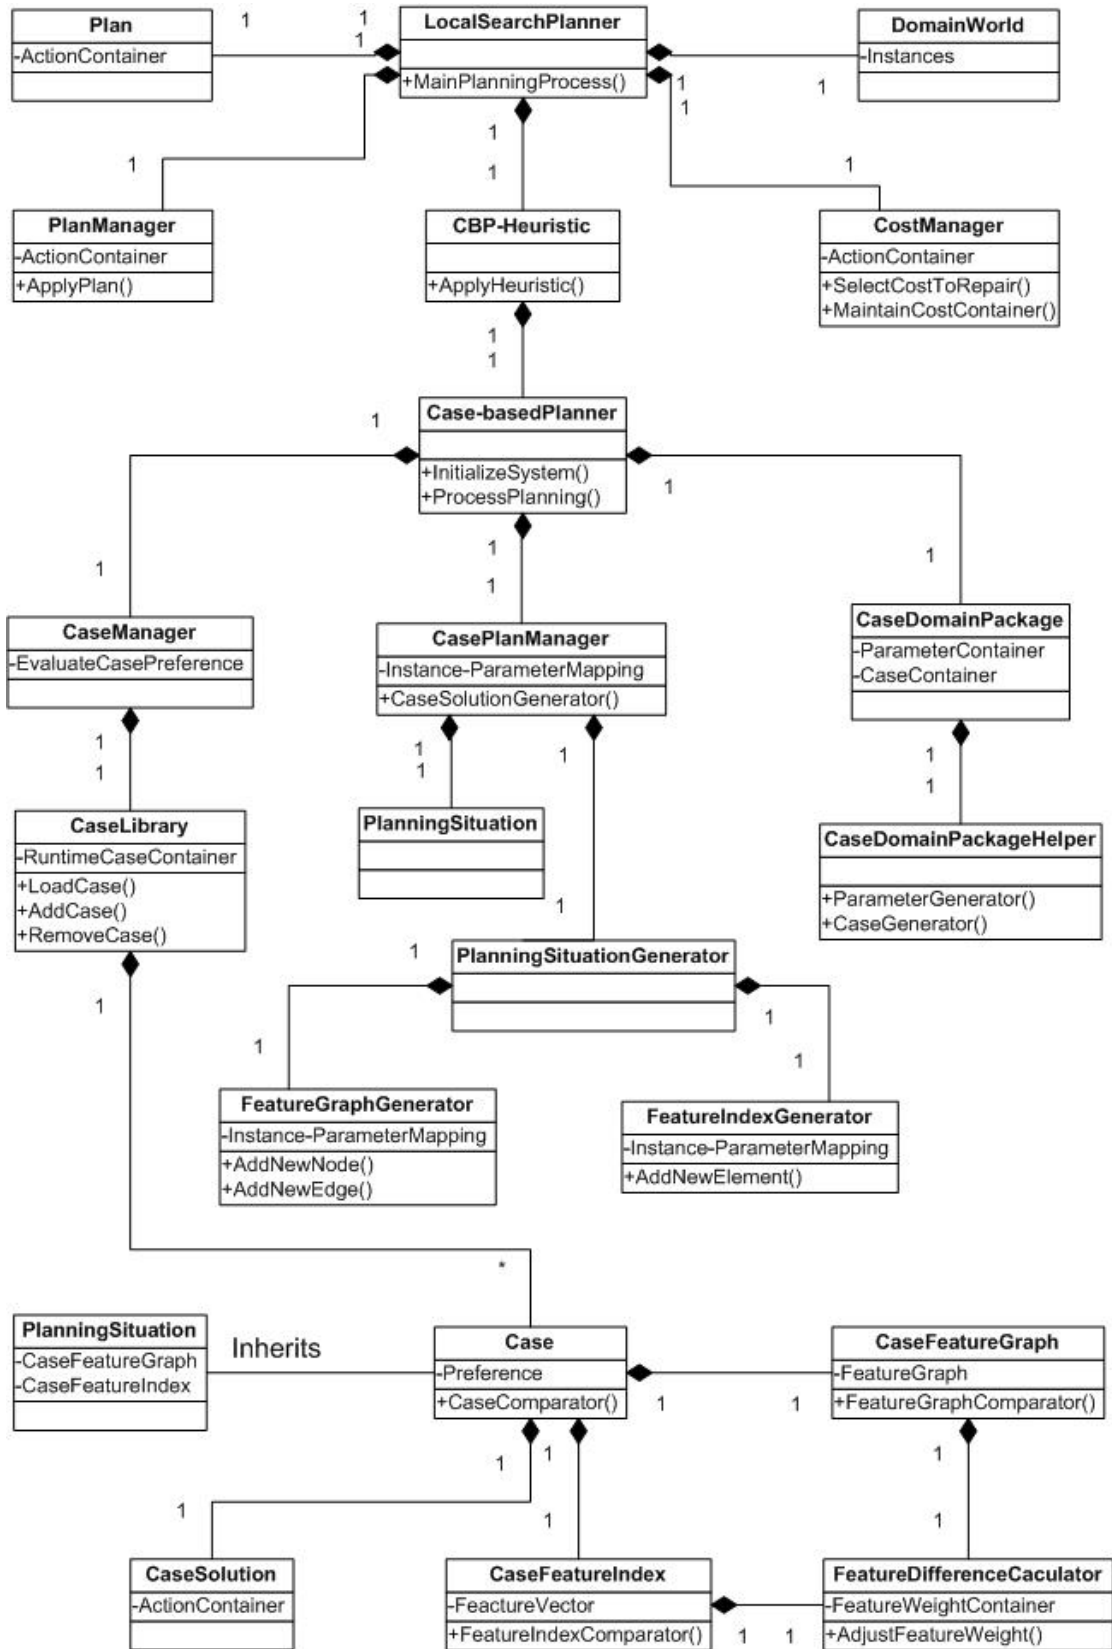 Plan
-ActionContainer
1
1
1
LocalSearchPlanner
+MainPlanningProcess()
1
1
DomainWorld
-Instances
1
1
1
1
1
PlanManager
-ActionContainer
+ApplyPlan()
CBP-Heuristic
+ApplyHeuristic()
CostManager
-ActionContainer
+SelectCostToRepair()
+MaintainCostContainer()
1
1
1
Case-basedPlanner
+InitializeSystem()
+ProcessPlanning()
1
1
1
1
1
CaseManager
-EvaluateCasePreference
CasePlanManager
-Instance-ParameterMapping
+CaseSolutionGenerator()
CaseDomainPackage
-ParameterContainer
-CaseContainer
1
1
1
1
1
1
1
CaseLibrary
-RuntimeCaseContainer
+LoadCase()
+AddCase()
+RemoveCase()
PlanningSituation
CaseDomainPackageHelper
+ParameterGenerator()
+CaseGenerator()
1
1
PlanningSituationGenerator
1
1
1
1
FeatureGraphGenerator
-Instance-ParameterMapping
+AddNewNode()
+AddNewEdge()
FeatureIndexGenerator
-Instance-ParameterMapping
+AddNewElement()
*
PlanningSituation
-CaseFeatureGraph
-CaseFeatureIndex
Inherits
Case
-Preference
+CaseComparator()
1
1
CaseFeatureGraph
-FeatureGraph
+FeatureGraphComparator()
1
1
1
1
1
1
CaseSolution
-ActionContainer
CaseFeatureIndex
-FeactureVector
+FeatureIndexComparator()
1
1
FeatureDifferenceCaculator
-FeatureWeightContainer
+AdjustFeatureWeight()